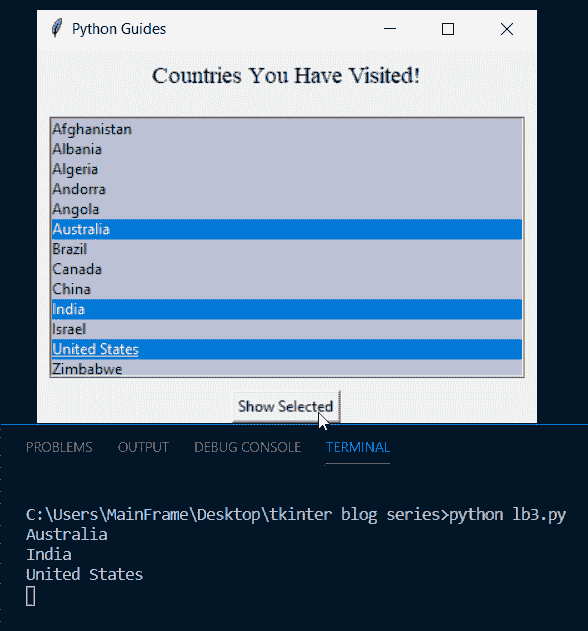 Python Guides
Countries You Have Visited!
Afghanistan
Albania
Algeria
Andorra
Angola
Australia
Brazil
Canada
China
India
Israel
United States
Zimbabwe
Show Selected
PROBLEMS OUTPUT DEBUG CONSOLE TERMINAL
C:\Users\MainFrame\Desktop\tkinter blog series>python lb3.py
Australia
India
United States